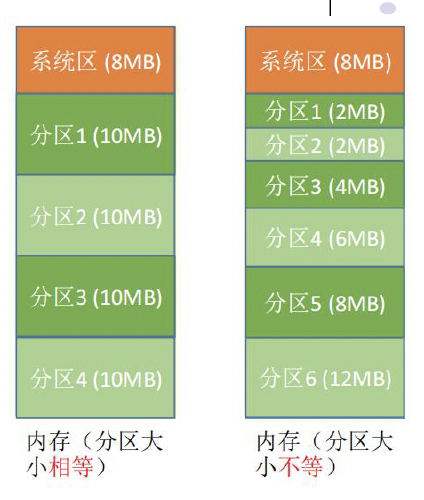 系统区 (8MB)
分区1 (10MB)
分区2 (10MB)
分区3 (10MB)
分区4 (10MB)
内存（分区大
小相等）
系统区 (8MB)
分区1 (2MB)
分区2 (2MB)
分区3 (4MB)
分区4 (6MB)
分区5 (8MB)
分区6 (12MB)
内存（分区大
小不等）